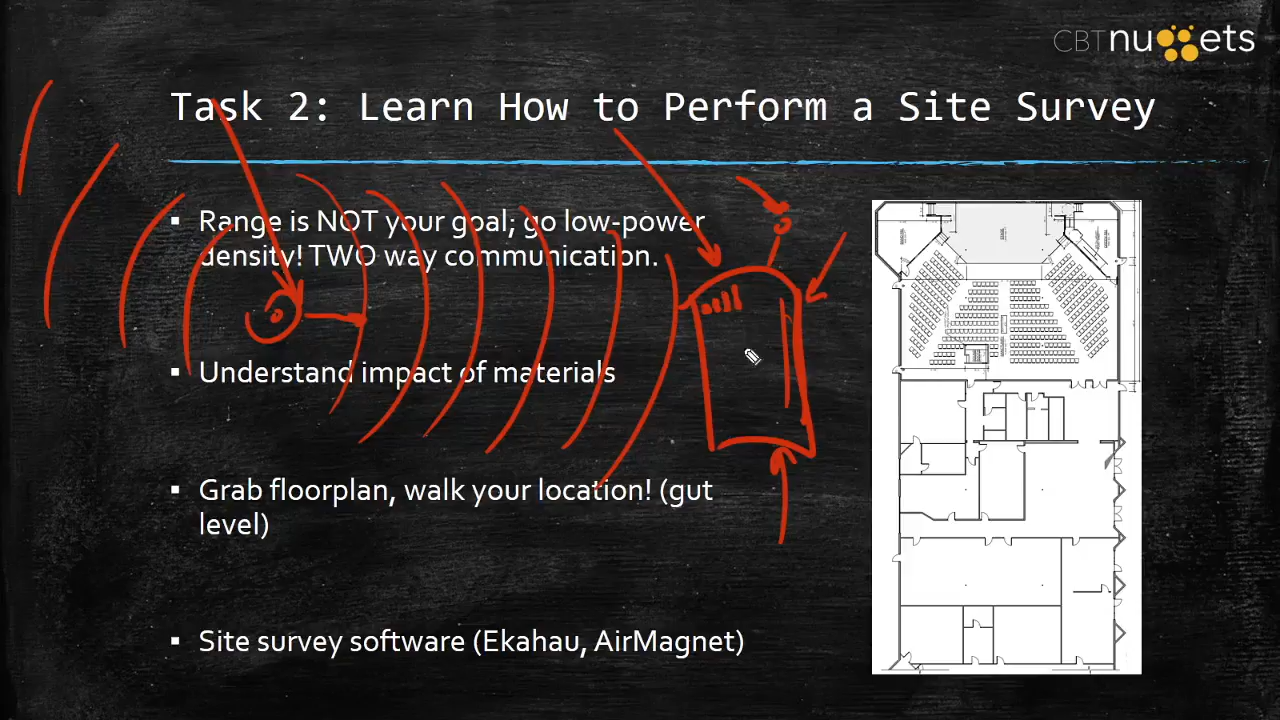 CBTnuggets
Task 2: Learn How to Perform a Site Survey
▪ Range is NOT your goal; go low-power
density! TWO way communication.
▪ Understand impact of materials
▪ Grab floorplan, walk your location! (gut
level)
▪ Site survey software (Ekahau, AirMagnet)